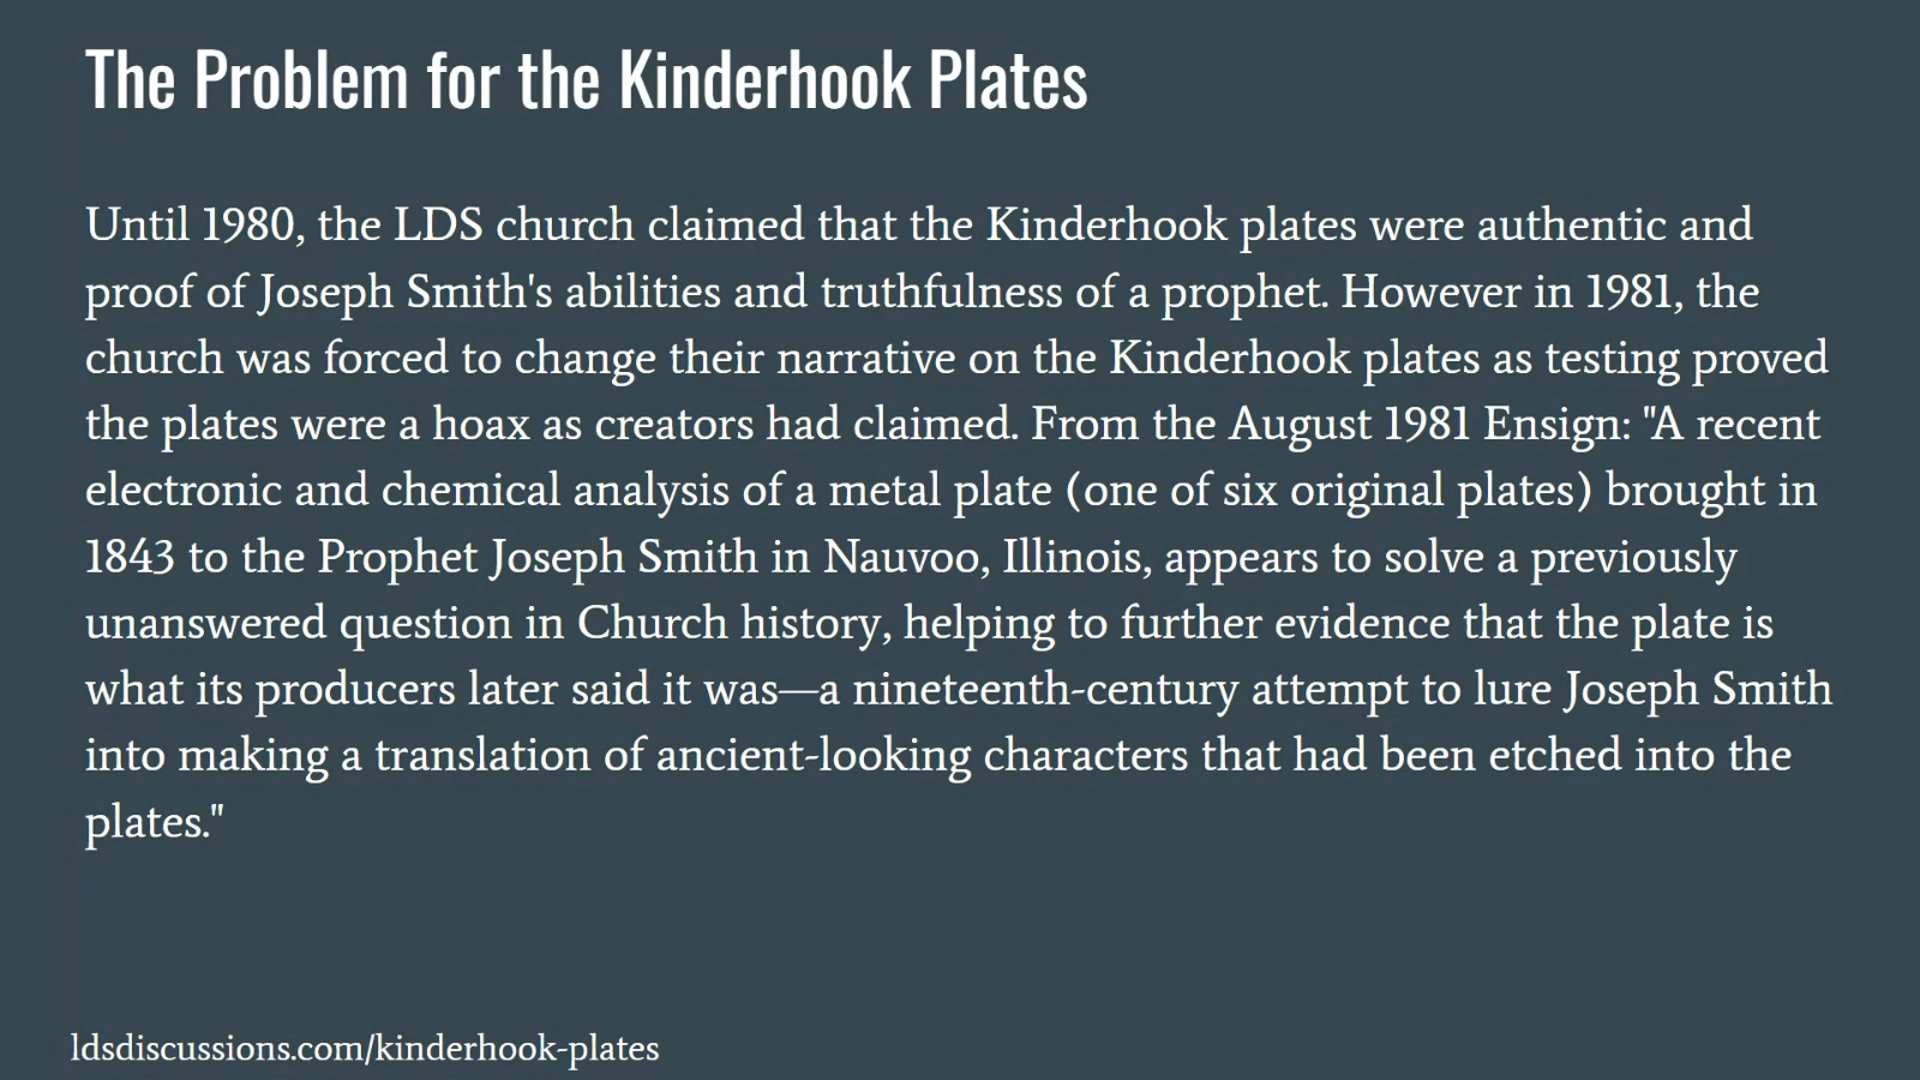 The Problem for the Kinderhook Plates
Until 1980, the LDS church claimed that the Kinderhook plates were authentic and
proof of Joseph Smith's abilities and truthfulness of a prophet. However in 1981, the
church was forced to change their narrative on the Kinderhook plates as testing proved
the plates were a hoax as creators had claimed. From the August 1981 Ensign: "A recent
electronic and chemical analysis of a metal plate (one of six original plates) brought in
1843 to the Prophet Joseph Smith in Nauvoo, Illinois, appears to solve a previously
unanswered question in Church history, helping to further evidence that the plate is
what its producers later said it was—a nineteenth-century attempt to lure Joseph Smith
into making a translation of ancient-looking characters that had been etched into the
plates."
ldsdiscussions.com/kinderhook-plates